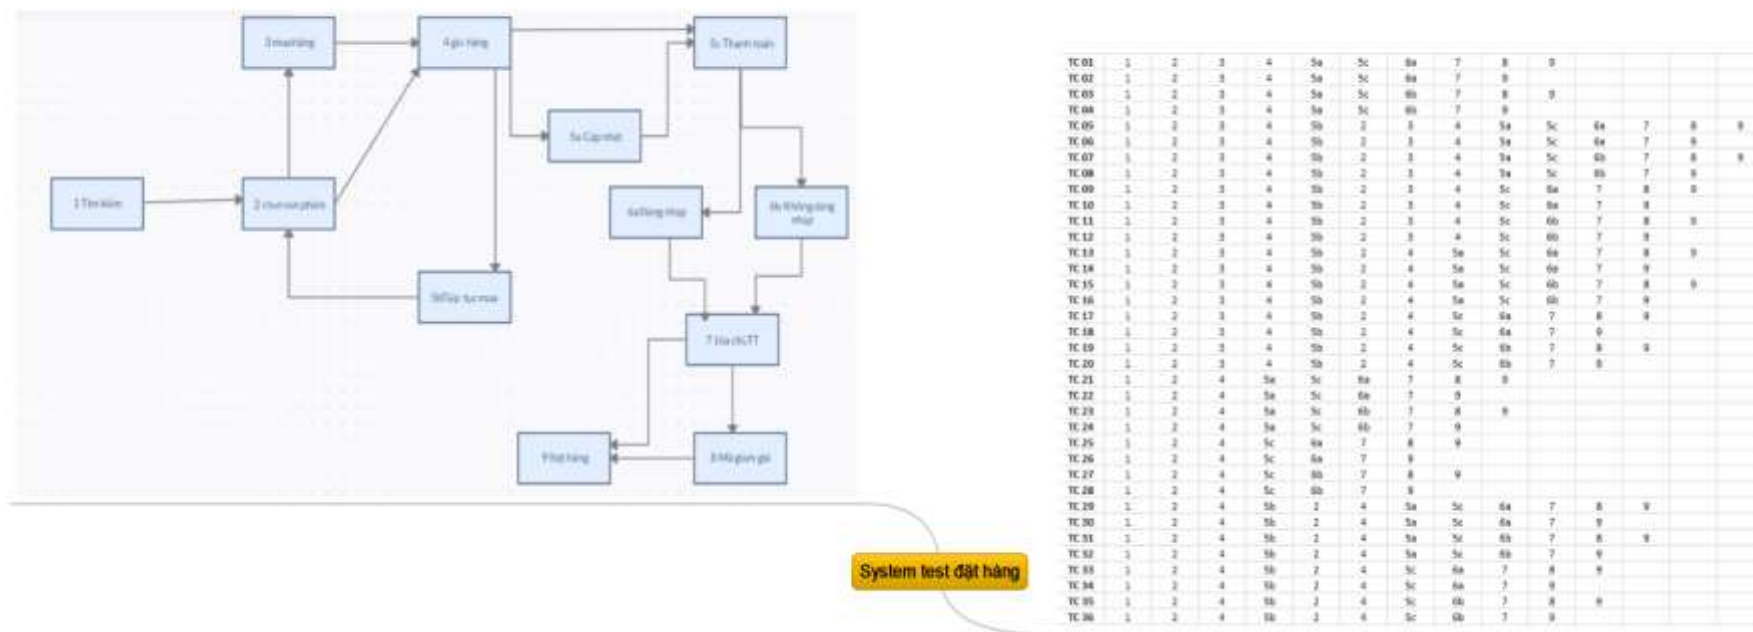 4 giỏ hàng
5c Thanh toán
5a Cập nhật
1 Tìm kiếm
7 Địa chỉ TT
9 Đặt hàng
8 Mã giảm giá
System test đặt hàng
TC 01 1 2 3 4 5a 5c 6a 7 8 9
TC 02 1 2 3 4 5a 5c 6a 7 9
TC 03 1 2 3 4 5a 5c 6b 7 8 9
TC 04 1 2 3 4 5a 5c 6b 7 9
TC 05 1 2 3 4 5b 2 3 4 5a 5c 6a 7 8 9
TC 06 1 2 3 4 5b 2 3 4 5a 5c 6a 7 9
TC 07 1 2 3 4 5b 2 3 4 5a 5c 6b 7 8 9
TC 08 1 2 3 4 5b 2 3 4 5a 5c 6b 7 9
TC 09 1 2 3 4 5b 2 3 4 5c 6a 7 8 9
TC 10 1 2 3 4 5b 2 3 4 5c 6a 7 9
TC 11 1 2 3 4 5b 2 3 4 5c 6b 7 8 9
TC 12 1 2 3 4 5b 2 3 4 5c 6b 7 9
TC 13 1 2 3 4 5b 2 4 5a 5c 6a 7 8 9
TC 14 1 2 3 4 5b 2 4 5a 5c 6a 7 9
TC 15 1 2 3 4 5b 2 4 5a 5c 6b 7 8 9
TC 16 1 2 3 4 5b 2 4 5a 5c 6b 7 9
TC 17 1 2 3 4 5b 2 4 5c 6a 7 8 9
TC 18 1 2 3 4 5b 2 4 5c 6a 7 9
TC 19 1 2 3 4 5b 2 4 5c 6b 7 8 9
TC 20 1 2 3 4 5b 2 4 5c 6b 7 9
TC 21 1 2 4 5a 5c 6a 7 8 9
TC 22 1 2 4 5a 5c 6a 7 9
TC 23 1 2 4 5a 5c 6b 7 8 9
TC 24 1 2 4 5a 5c 6b 7 9
TC 25 1 2 4 5c 6a 7 8 9
TC 26 1 2 4 5c 6a 7 9
TC 27 1 2 4 5c 6b 7 8 9
TC 28 1 2 4 5c 6b 7 9
TC 29 1 2 4 5b 2 4 5a 5c 6a 7 8 9
TC 30 1 2 4 5b 2 4 5a 5c 6a 7 9
TC 31 1 2 4 5b 2 4 5a 5c 6b 7 8 9
TC 32 1 2 4 5b 2 4 5a 5c 6b 7 9
TC 33 1 2 4 5b 2 4 5c 6a 7 8 9
TC 34 1 2 4 5b 2 4 5c 6a 7 9
TC 35 1 2 4 5b 2 4 5c 6b 7 8 9
TC 36 1 2 4 5b 2 4 5c 6b 7 9